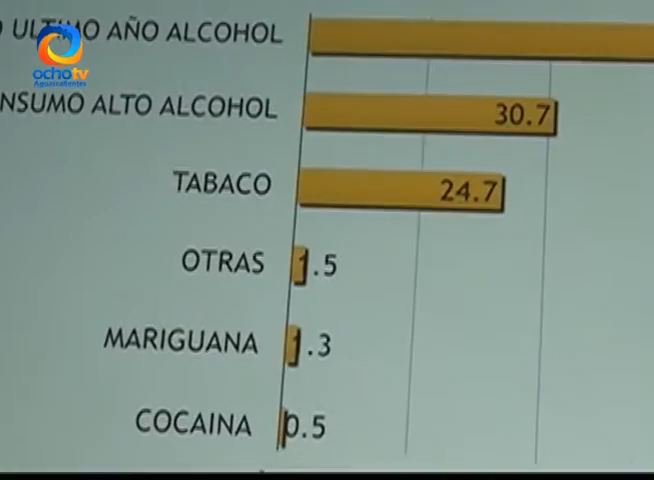 O ULTIMO AÑO ALCOHOL
NSUMO ALTO ALCOHOL 30.7
TABACO 24.7
OTRAS 1.5
MARIGUANA 1.3
COCAINA 0.5
ochotv
Aguascalientes